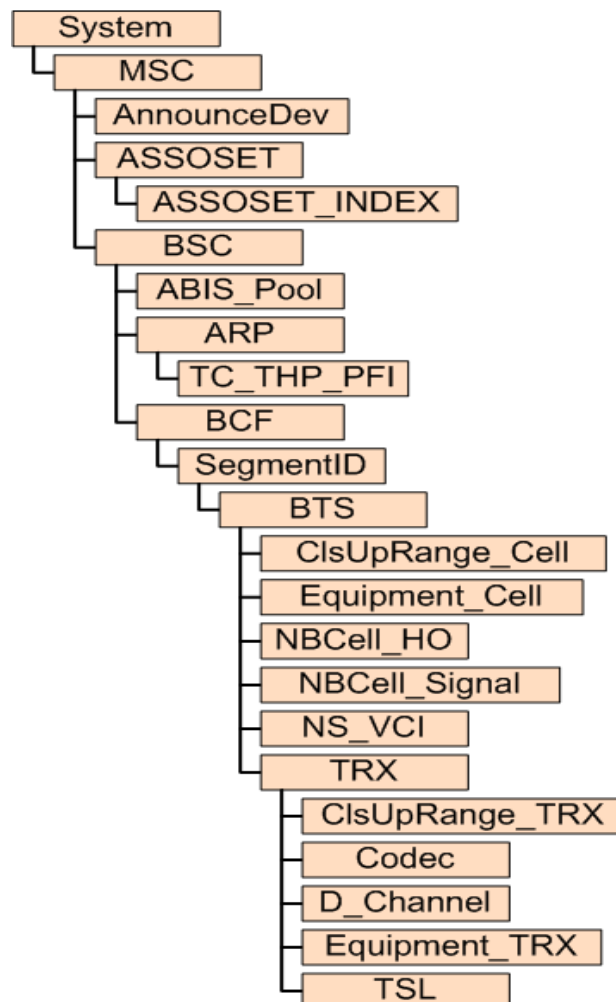 System
MSC
AnnounceDev
ASSOSET
ASSOSET_INDEX
BSC
ABIS_Pool
ARP
TC_THP_PFI
BCF
SegmentID
BTS
ClsUpRange_Cell
Equipment_Cell
NBCell_HO
NBCell_Signal
NS_VCI
TRX
ClsUpRange_TRX
Codec
D_Channel
Equipment_TRX
TSL